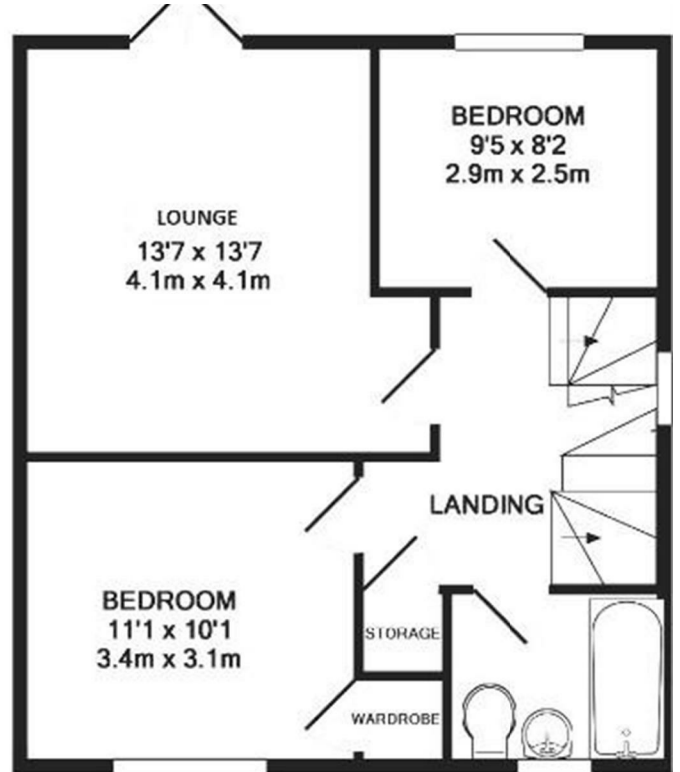 LOUNGE
13'7 x 13'7
4.1m x 4.1m
BEDROOM
9'5 x 8'2
2.9m x 2.5m
LANDING
BEDROOM
11'1 x 10'1
3.4m x 3.1m
STORAGE
WARDROBE